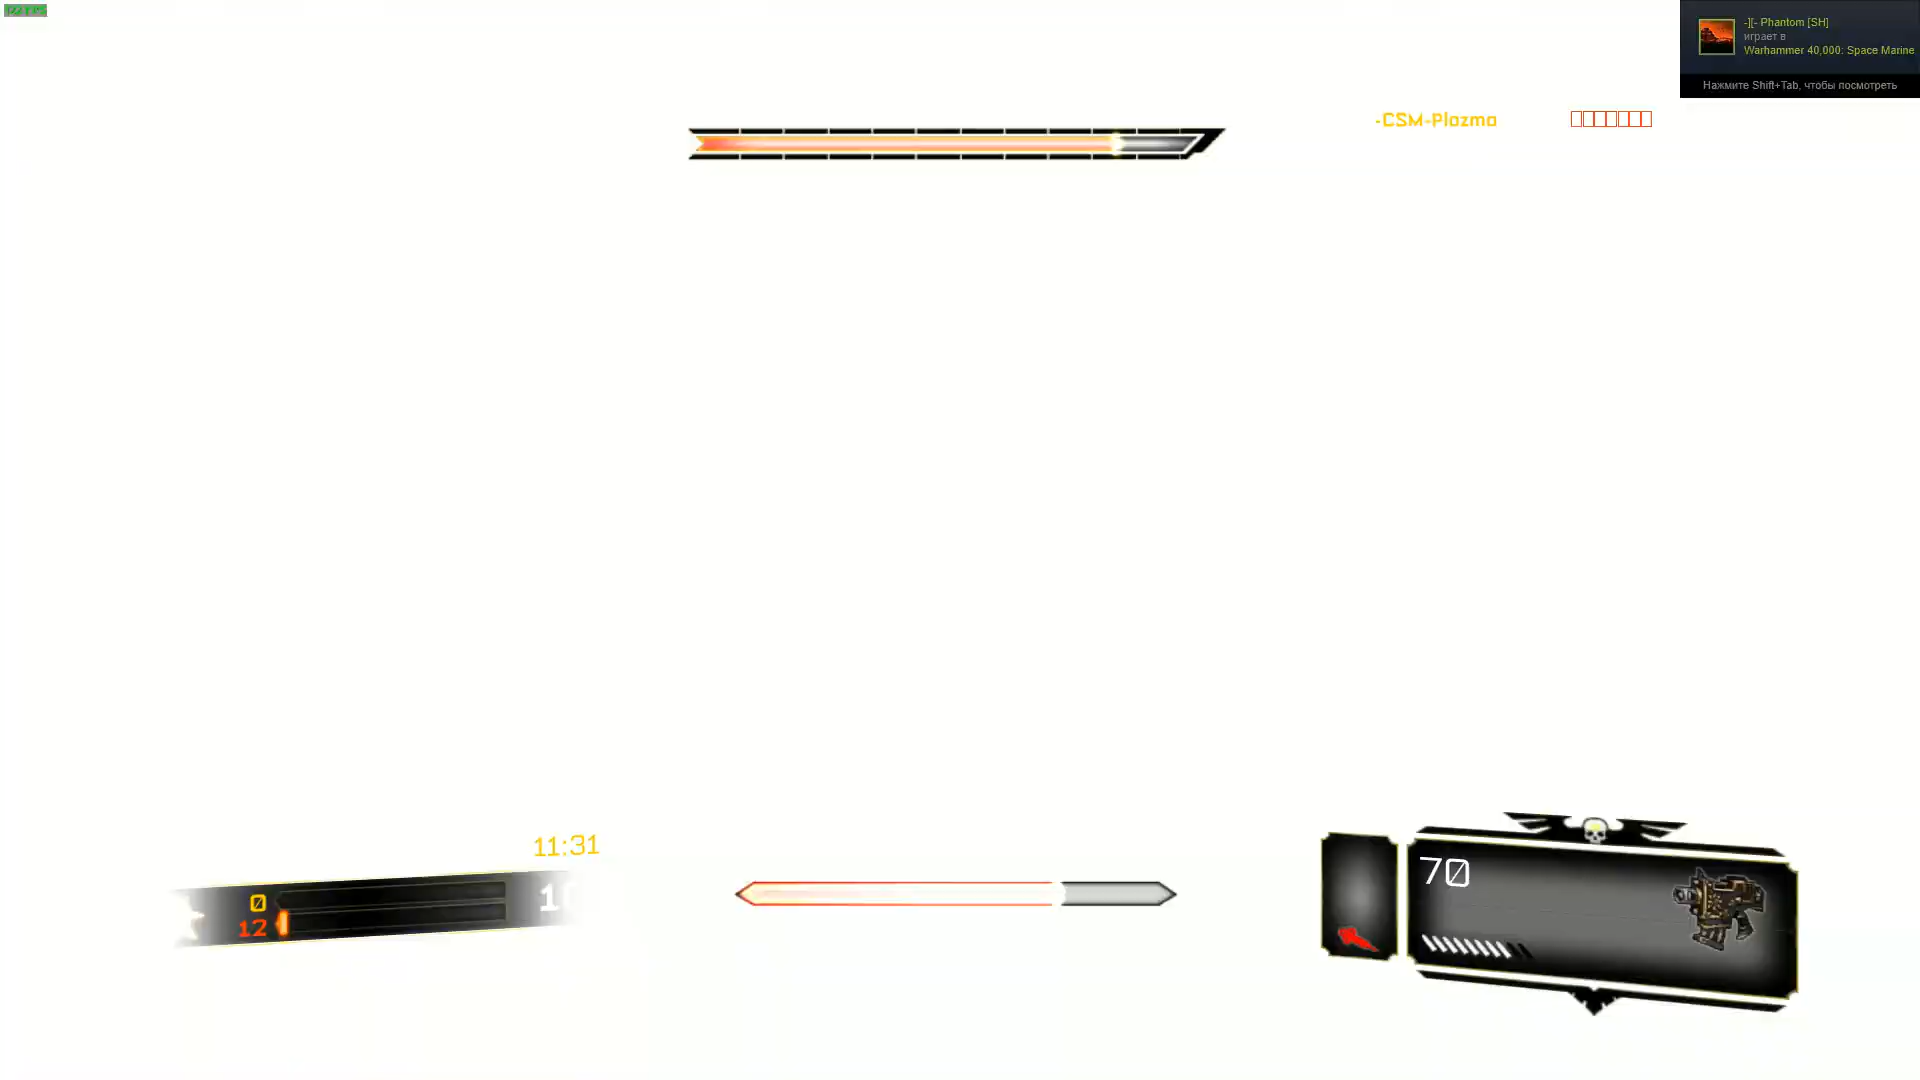 -][- Phantom [SH]
играет в
Warhammer 40,000: Space Marine
Нажмите Shift+Tab, чтобы посмотреть
-CSM-Plazma
11:31
0
12
70